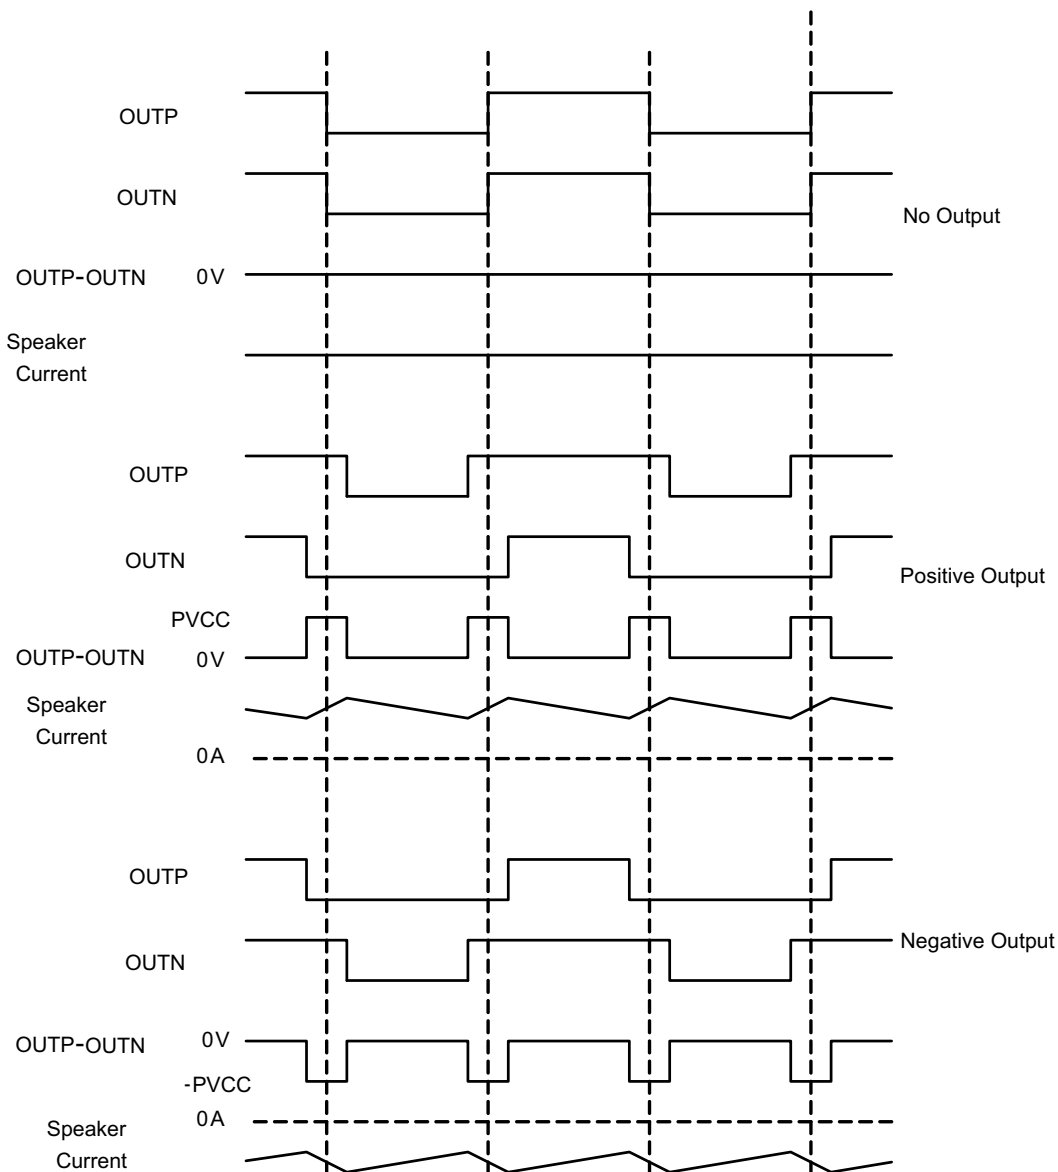 OUTP
OUTN
No Output
OUTP-OUTN 0V
Speaker
Current
OUTP
OUTN
Positive Output
PVCC
OUTP-OUTN 0V
Speaker
Current
0A
OUTP
OUTN
Negative Output
OUTP-OUTN 0V
-PVCC
0A
Speaker
Current